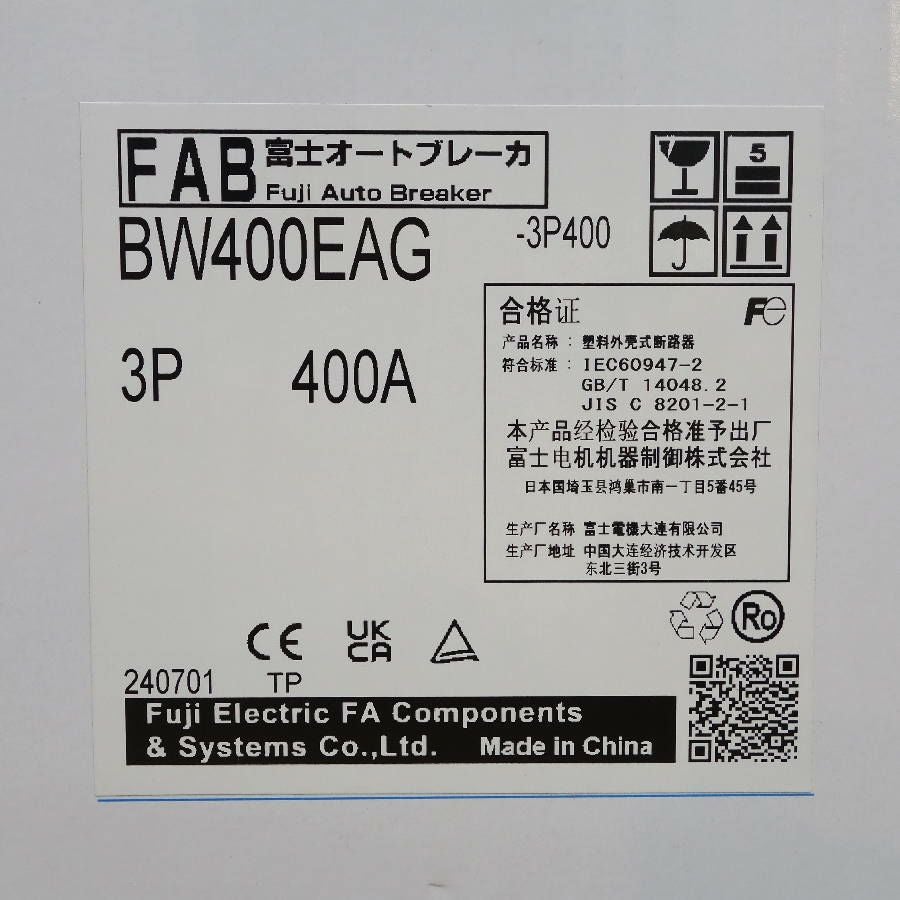 FAB 富士オートブレーカ
Fuji Auto Breaker
BW400EAG -3P400
3P 400A
5
合格证 Fe
产品名称：塑料外壳式断路器
符合标准：IEC60947-2
GB/T 14048.2
JIS C 8201-2-1
本产品经检验合格准予出厂
富士电机机器制御株式会社
日本国埼玉县鸿巢市南一丁目5番45号
生产厂名称 富士電機大連有限公司
生产厂地址 中国大连经济技术开发区
东北三街3号
CE UK CA
Ro
240701 TP
Fuji Electric FA Components
& Systems Co.,Ltd. Made in China